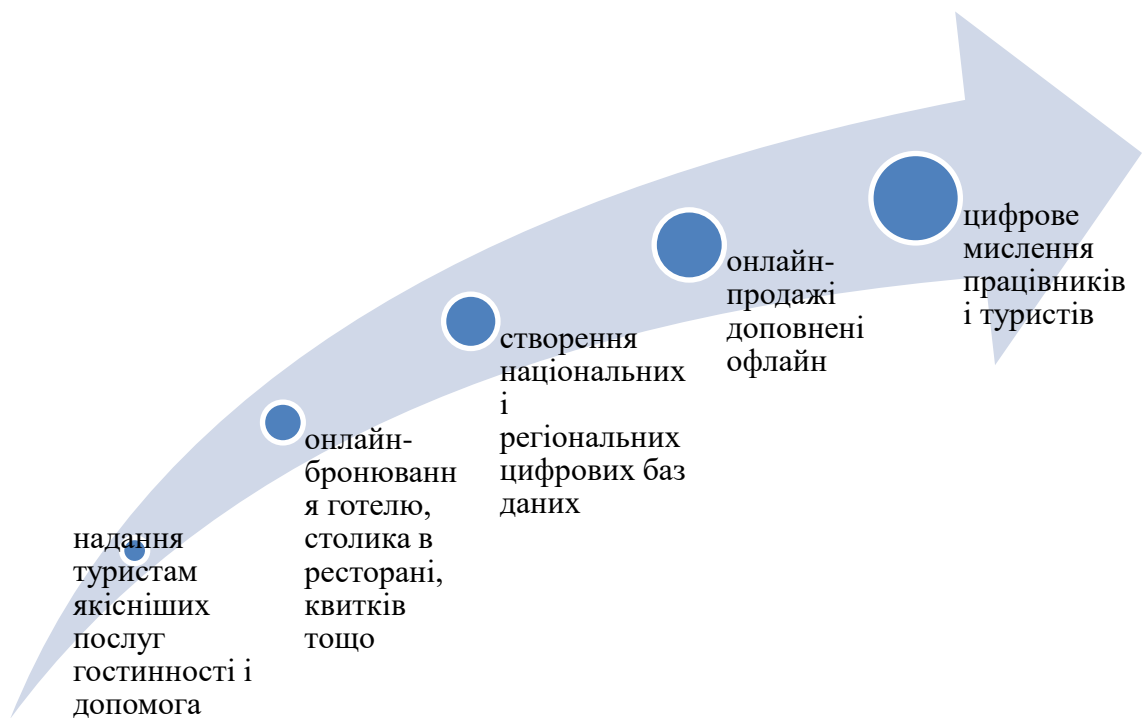 надання
туристам
якісніших
послуг
гостинності і
допомога
онлайн-
бронюванн
я готелю,
столика в
ресторані,
квитків
тощо
створення
національних
і
регіональних
цифрових баз
даних
онлайн-
продажі
доповнені
офлайн
цифрове
мислення
працівників
і туристів